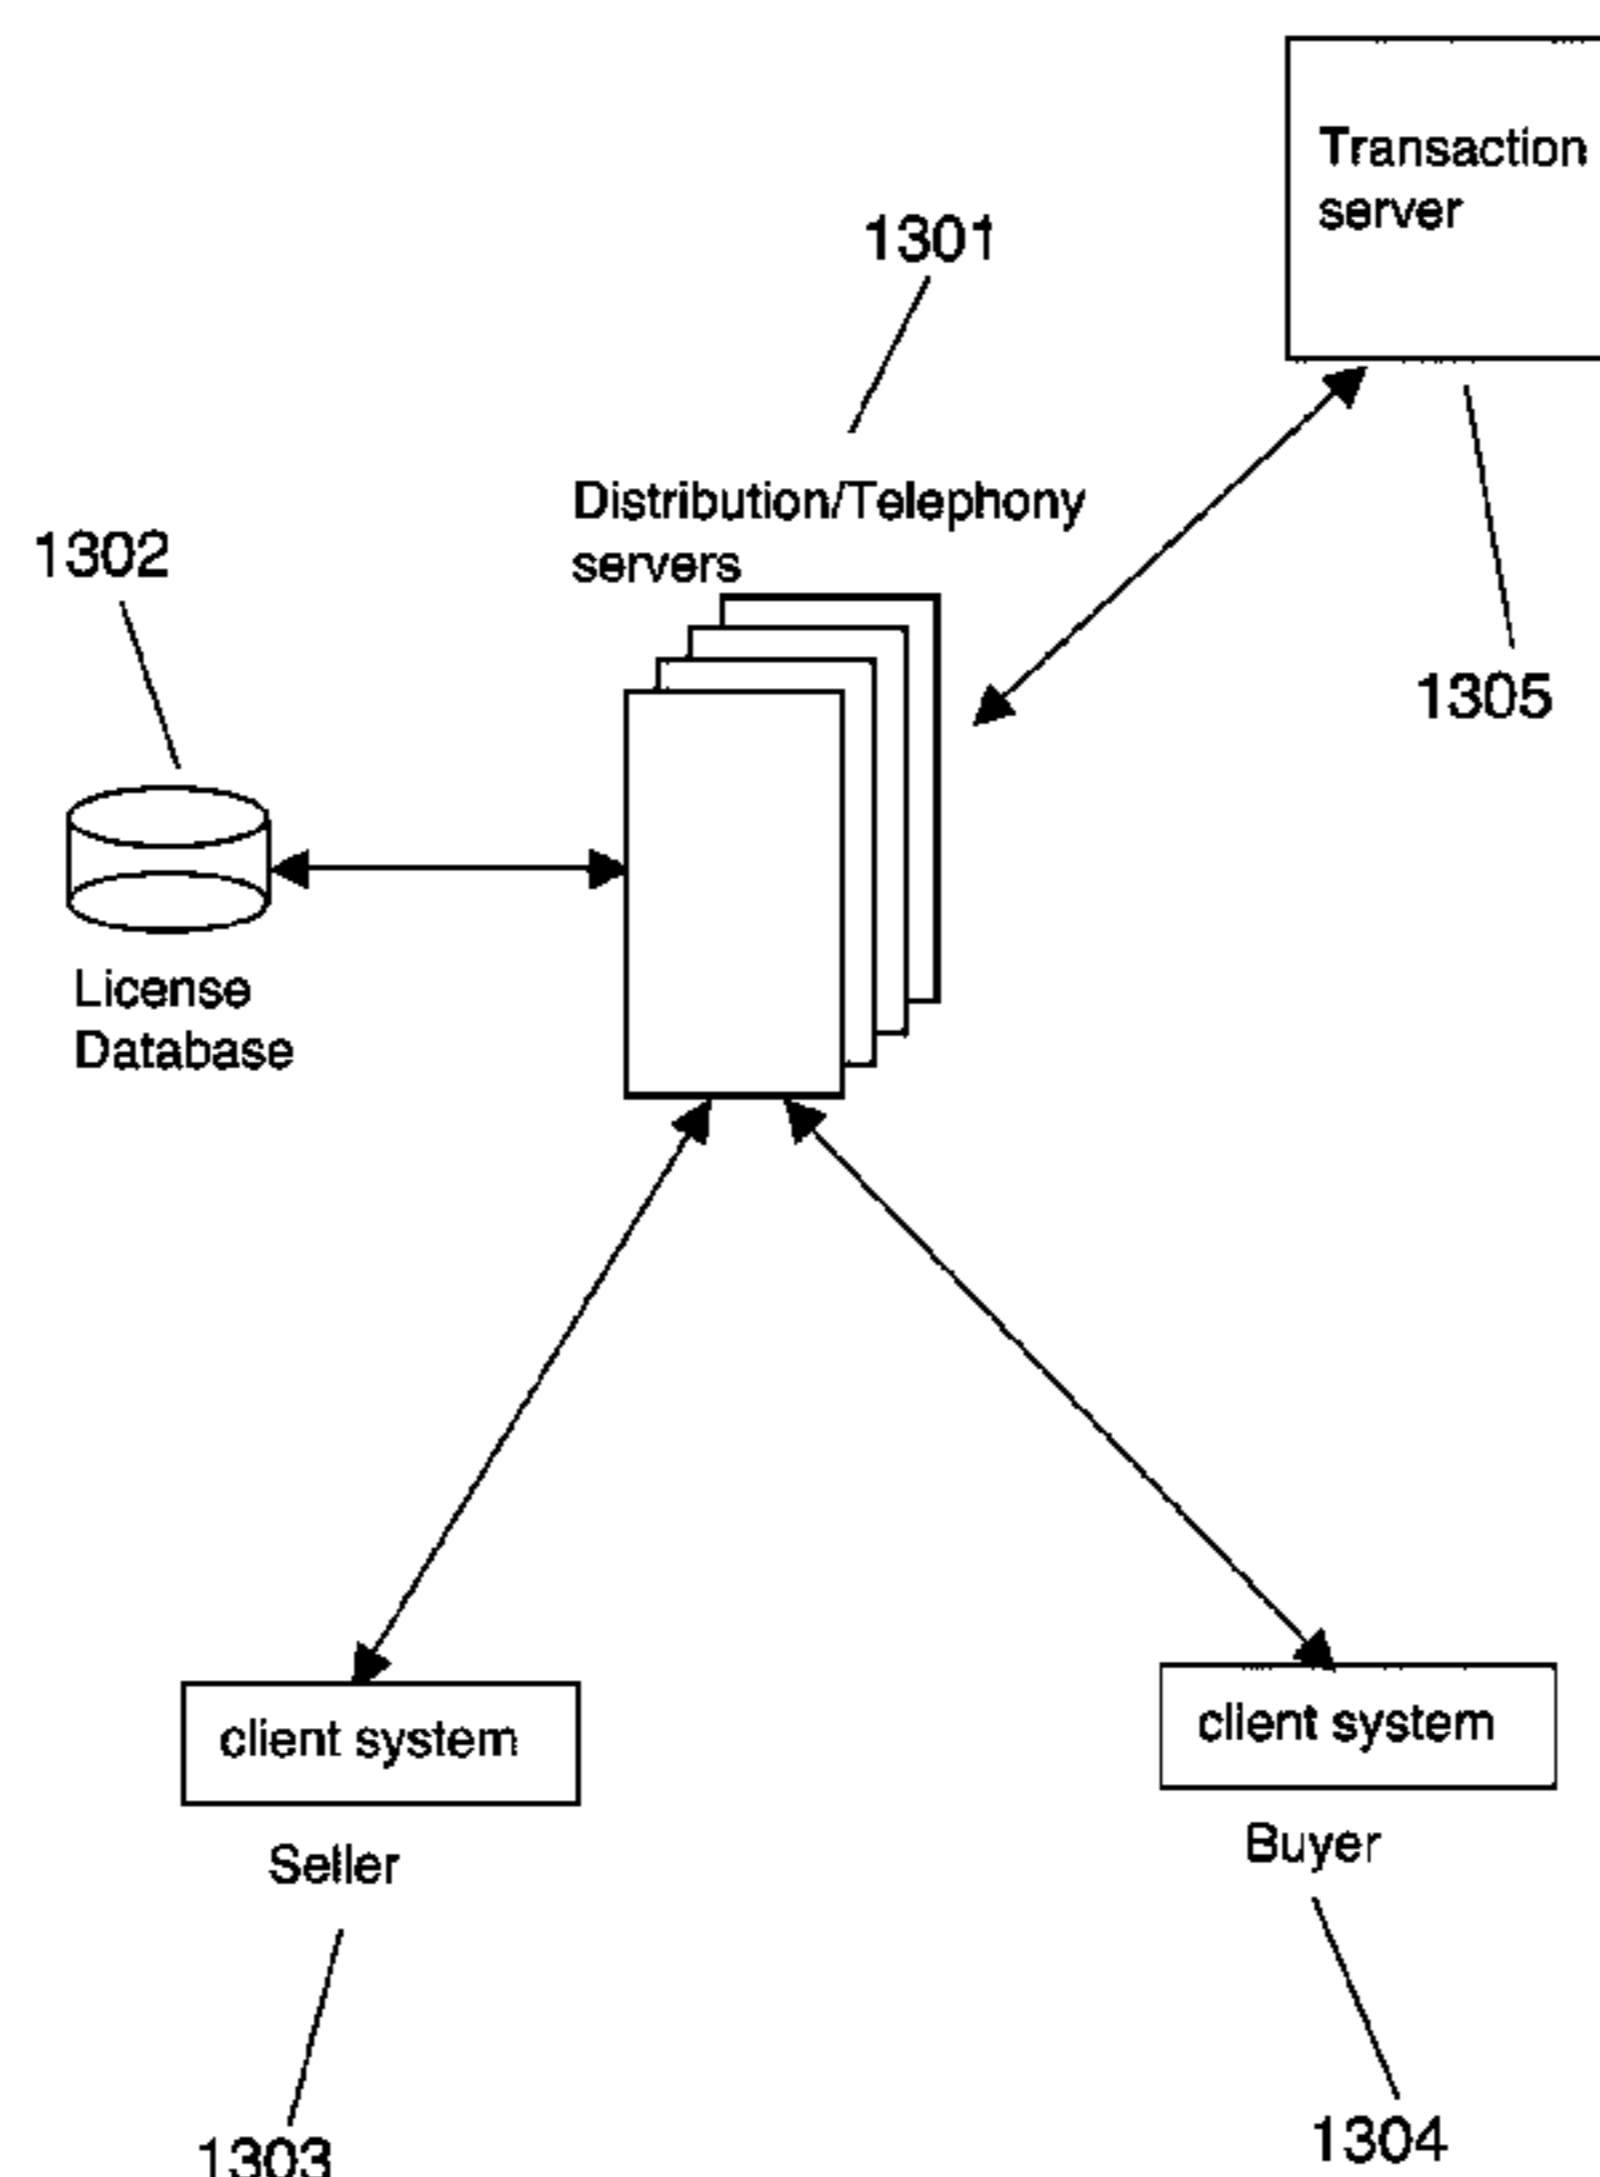 Transaction
server
1301
Distribution/Telephony
servers
1302
1305
License
Database
client system
client system
Buyer
Seller
1304
1303